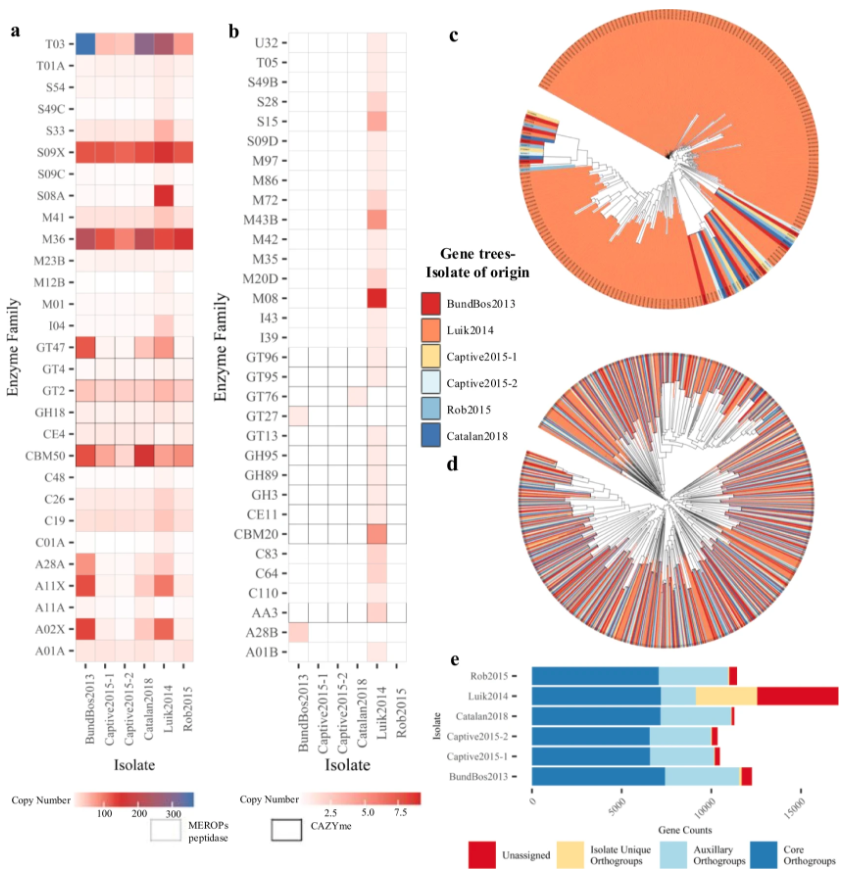 a
T03
T01A
S54
S49C
S33
S09X
S09C
S08A
M41
M36
M23B
M12B
M01
I04
GT47
GT4
GT2
GH18
CE4
CBM50
C48
C26
C19
C01A
A28A
A11X
A11A
A02X
A01A
Enzyme Family
BundBos2013
Captive2015-1
Captive2015-2
Catalan2018
Luik2014
Rob2015
Isolate
Copy Number
100
200
300
MEROPs
peptidase
b
U32
T05
S49B
S28
S15
S09D
M97
M86
M72
M43B
M42
M35
M20D
M08
I43
I39
GT96
GT95
GT76
GT27
GT13
GH95
GH89
GH3
CE11
CBM20
C83
C64
C110
AA3
A28B
A01B
Enzyme Family
BundBos2013
Captive2015-1
Captive2015-2
Catalan2018
Luik2014
Rob2015
Isolate
Copy Number
2.5
5.0
7.5
CAZYme
c
Gene trees-
Isolate of origin
BundBos2013
Luik2014
Captive2015-1
Captive2015-2
Rob2015
Catalan2018
d
e
Rob2015
Luik2014
Catalan2018
Captive2015-2
Captive2015-1
BundBos2013
Isolate
0
5000
10000
15000
Gene Counts
Unassigned
Isolate Unique
Orthogroups
Auxillary
Orthogroups
Core
Orthogroups